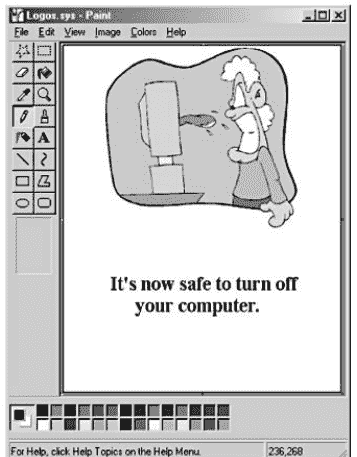 Logos.sys - Paint
File Edit View Image Colors Help
A
It's now safe to turn off
your computer.
For Help, click Help Topics on the Help Menu.
236,268